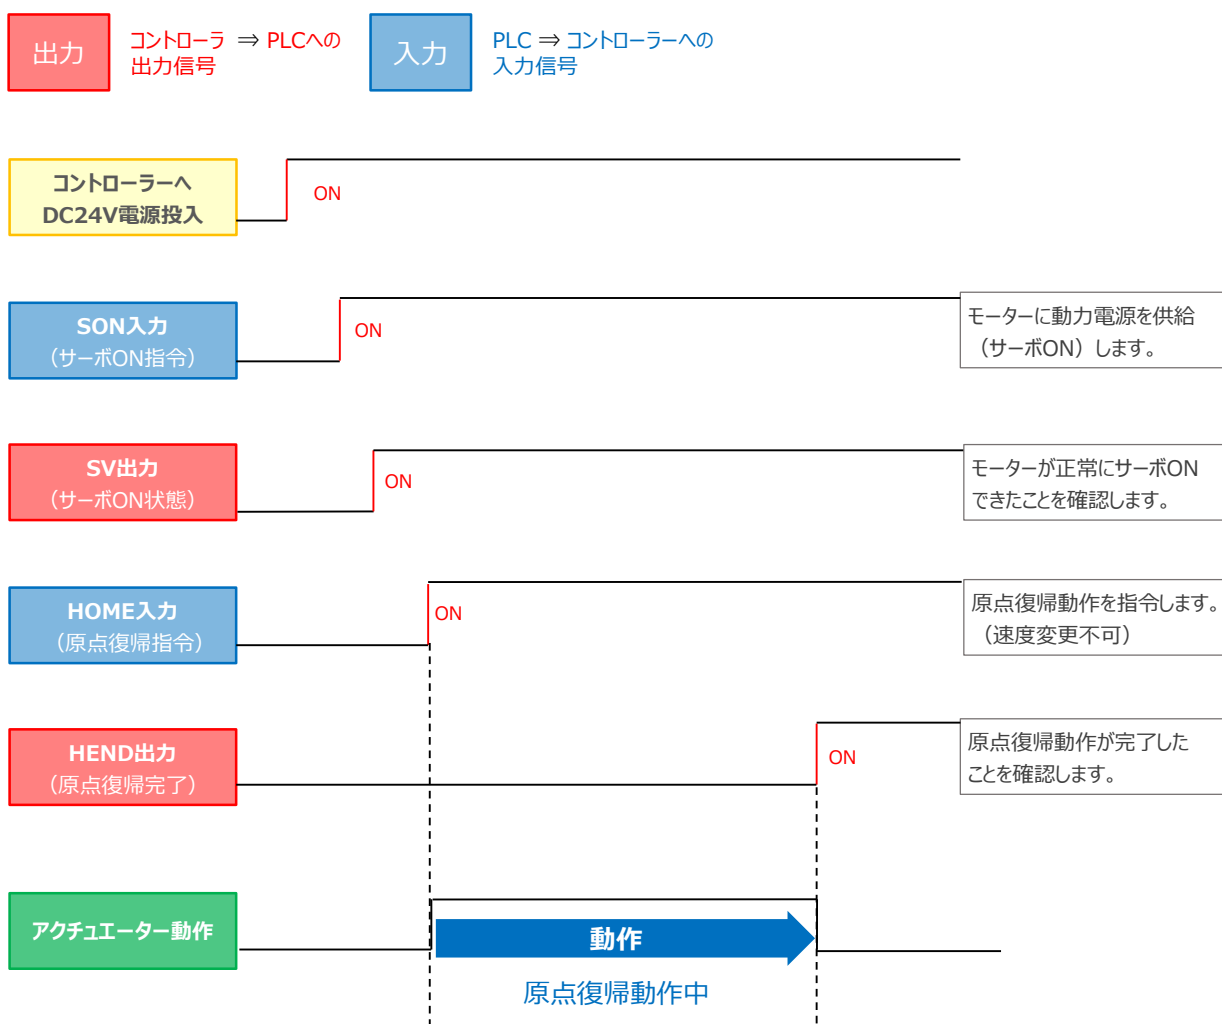 出力
コントローラ ⇒ PLCへの
出力信号
入力
PLC ⇒ コントローラーへの
入力信号
コントローラーへ
DC24V電源投入
ON
SON入力
（サーボON指令）
ON
モーターに動力電源を供給
（サーボON）します。
SV出力
（サーボON状態）
ON
モーターが正常にサーボON
できたことを確認します。
HOME入力
（原点復帰指令）
ON
原点復帰動作を指令します。
（速度変更不可）
HEND出力
（原点復帰完了）
ON
原点復帰動作が完了した
ことを確認します。
アクチュエーター動作
動作
原点復帰動作中